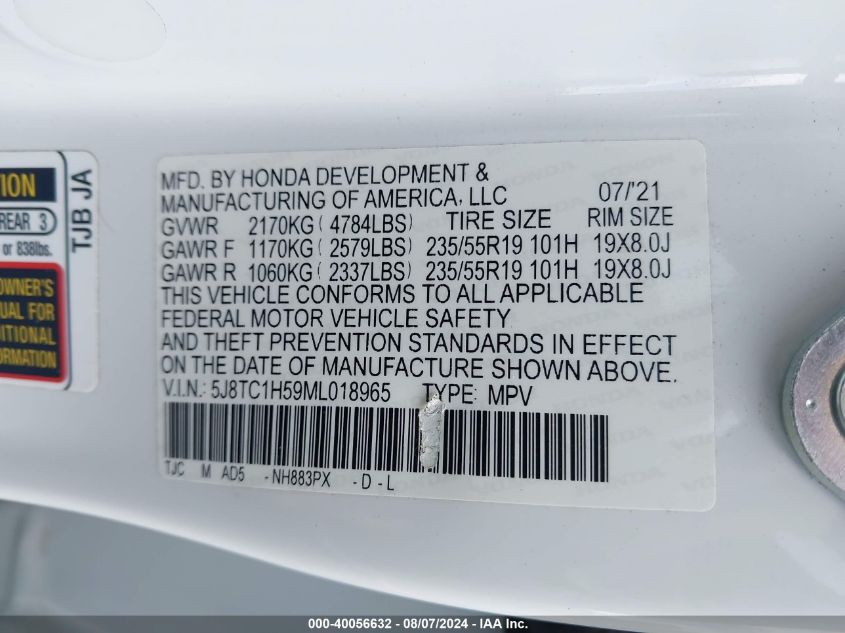 TION
REAR 3
or 838lbs.
OWNER'S
NUAL FOR
DITIONAL
ORMATION
TJB JA
MFD. BY HONDA DEVELOPMENT &
MANUFACTURING OF AMERICA, LLC 07/'21
GVWR 2170KG(4784LBS) TIRE SIZE RIM SIZE
GAWR F 1170KG(2579LBS) 235/55R19 101H 19X8.0J
GAWR R 1060KG(2337LBS) 235/55R19 101H 19X8.0J
THIS VEHICLE CONFORMS TO ALL APPLICABLE
FEDERAL MOTOR VEHICLE SAFETY
AND THEFT PREVENTION STANDARDS IN EFFECT
ON THE DATE OF MANUFACTURE SHOWN ABOVE.
V.I.N.: 5J8TC1H59ML018965 TYPE: MPV
TJC M AD5 -NH883PX -D-L
000-40056632 - 08/07/2024 - IAA Inc.